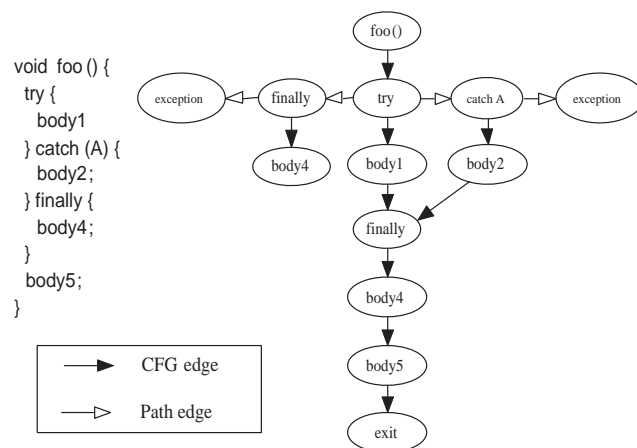 void foo () {
try {
body1
} catch (A) {
body2;
} finally {
body4;
}
body5;
}
foo()
exception
finally
try
catch A
exception
body4
body1
body2
finally
body4
body5
exit
CFG edge
Path edge